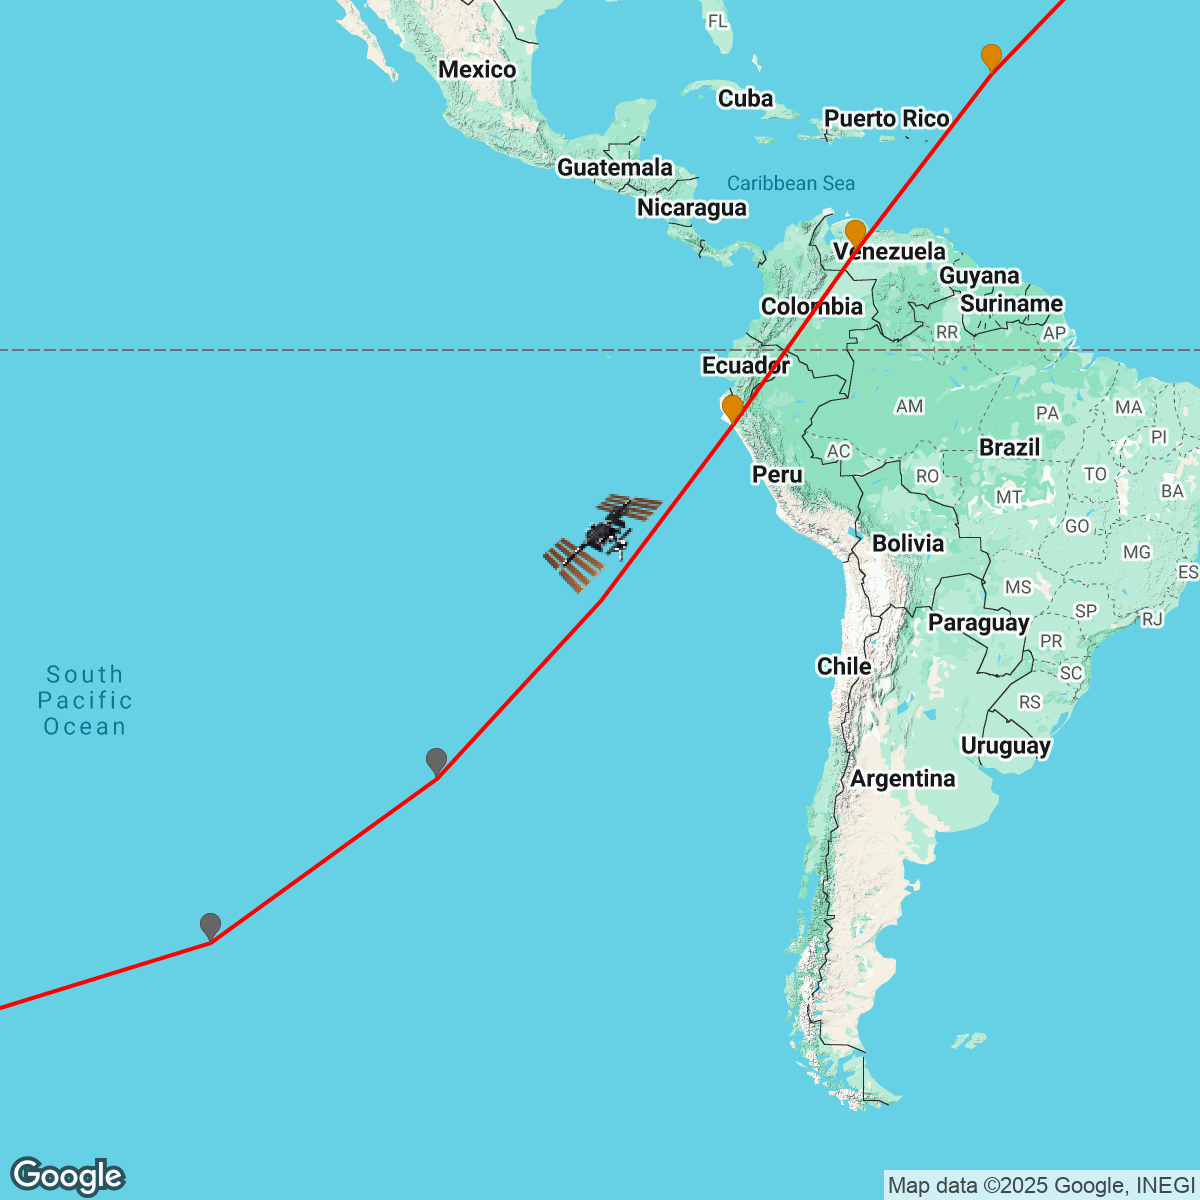 FL
Mexico
Cuba
Puerto Rico
Guatemala
Caribbean Sea
Nicaragua
Venezuela
Guyana
Colombia
Suriname
RR
AP
Ecuador
AM
PA
MA
PI
Brazil
AC
Peru
RO
TO
MT
BA
GO
Bolivia
MG
ES
MS
SP
RJ
Paraguay
PR
Chile
SC
South
Pacific
Ocean
RS
Uruguay
Argentina
Google
Map data ©2025 Google, INEGI